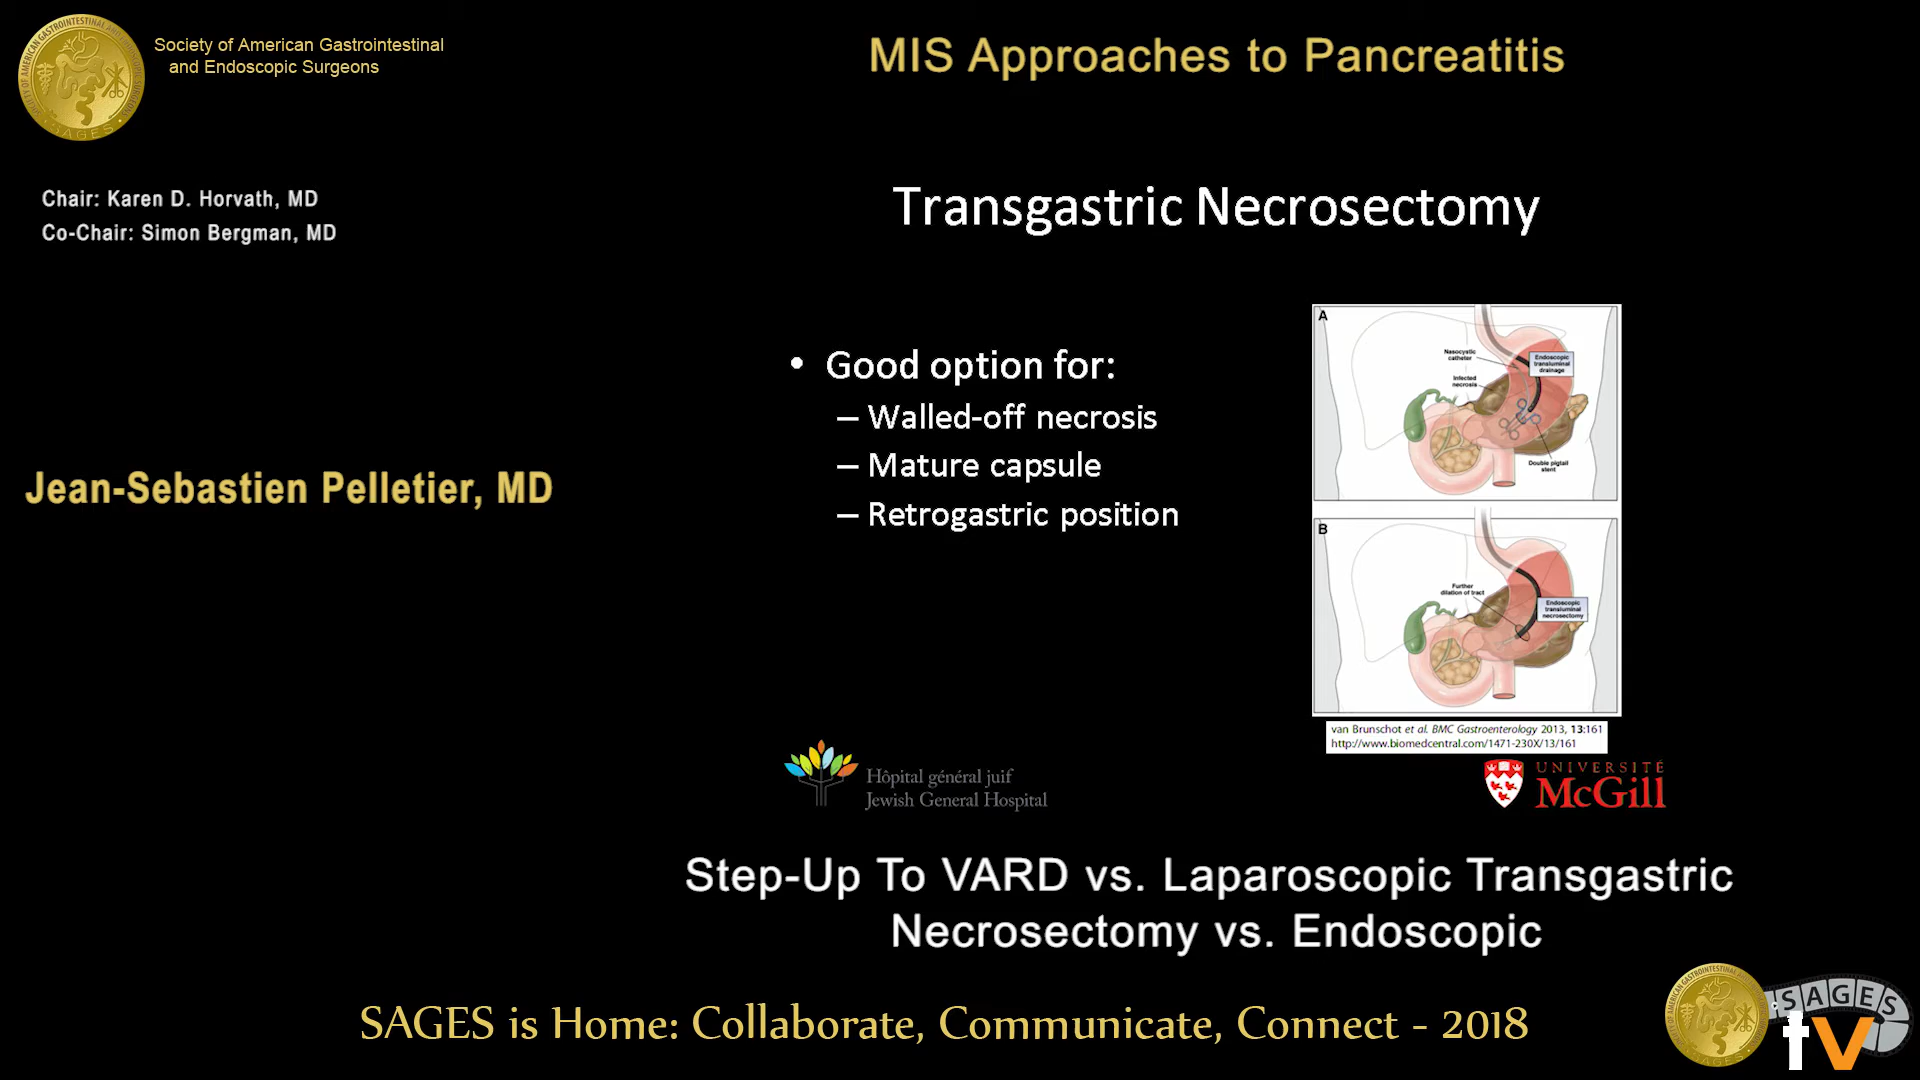 Society of American Gastrointestinal
and Endoscopic Surgeons
MIS Approaches to Pancreatitis
Chair: Karen D. Horvath, MD
Co-Chair: Simon Bergman, MD
Transgastric Necrosectomy
• Good option for:
– Walled-off necrosis
– Mature capsule
– Retrogastric position
Jean-Sebastien Pelletier, MD
A
Nasocystic
catheter
Endoscopic
transluminal
drainage
Infected
necrosis
Double pigtail
stent
B
Further
dilation of tract
Endoscopic
transluminal
necrosectomy
van Brunschot et al. BMC Gastroenterology 2013, 13:161
http://www.biomedcentral.com/1471-230X/13/161
Hôpital général juif
Jewish General Hospital
UNIVERSITÉ
McGill
Step-Up To VARD vs. Laparoscopic Transgastric
Necrosectomy vs. Endoscopic
SAGES is Home: Collaborate, Communicate, Connect - 2018
SAGES
tv